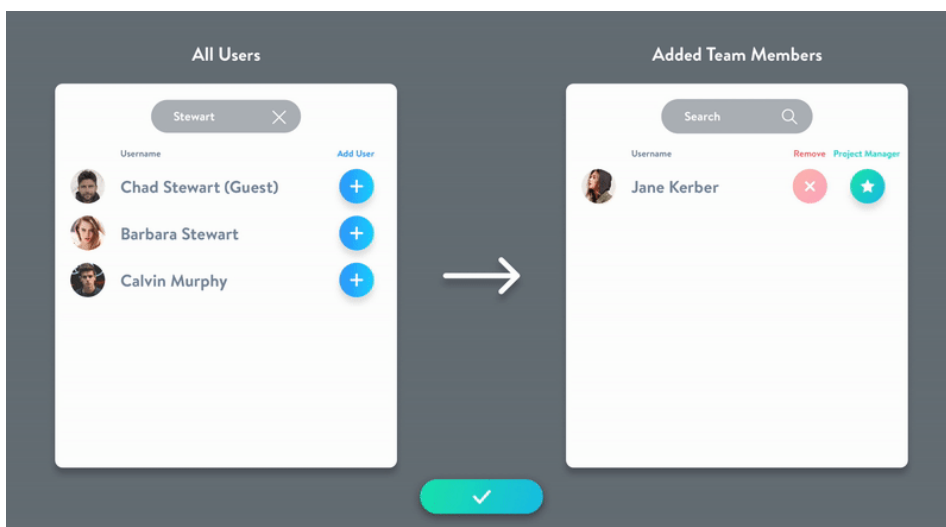 All Users
Stewart
Username Add User
Chad Stewart (Guest)
Barbara Stewart
Calvin Murphy
Added Team Members
Search
Username Remove Project Manager
Jane Kerber